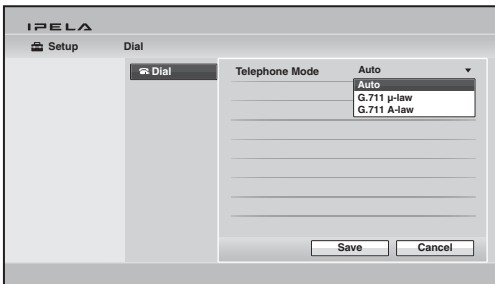 IPELA
Setup Dial
Dial
Telephone Mode Auto
Auto
G.711 µ-law
G.711 A-law
Save Cancel